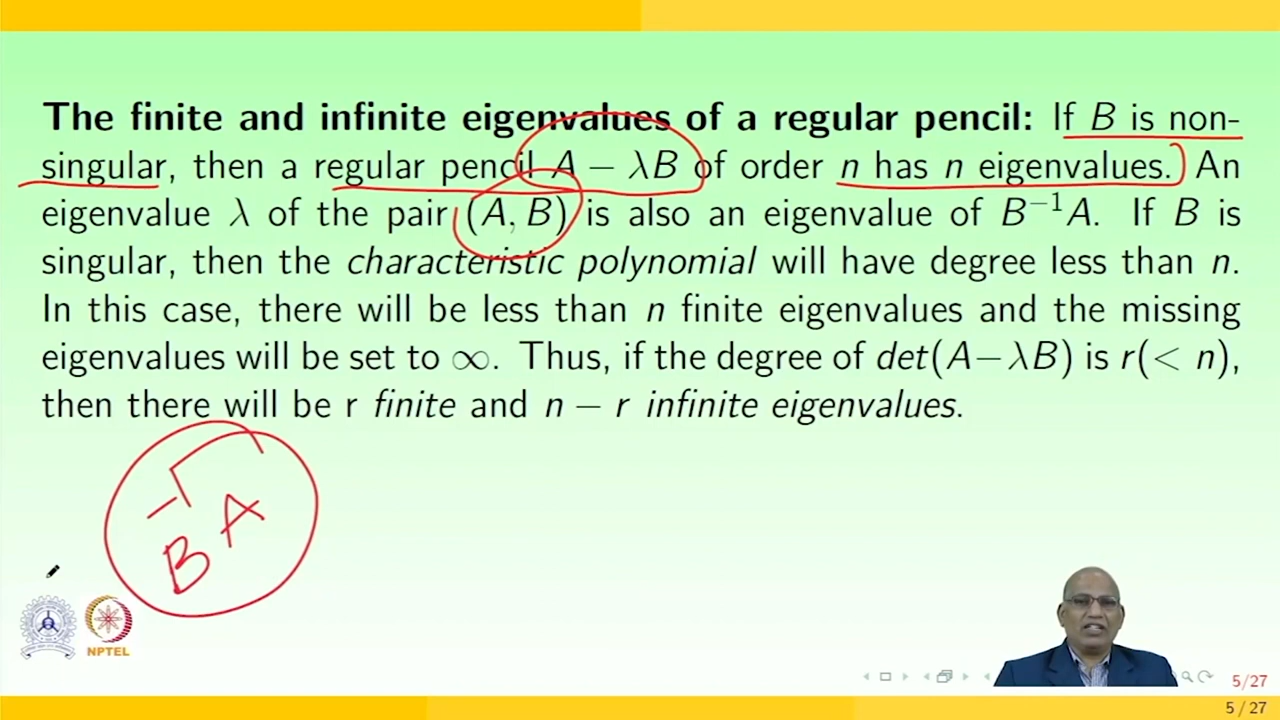 The finite and infinite eigenvalues of a regular pencil: If B is non-
singular, then a regular pencil A − λB of order n has n eigenvalues. An
eigenvalue λ of the pair (A, B) is also an eigenvalue of B⁻¹A. If B is
singular, then the characteristic polynomial will have degree less than n.
In this case, there will be less than n finite eigenvalues and the missing
eigenvalues will be set to ∞. Thus, if the degree of det(A−λB) is r(< n),
then there will be r finite and n − r infinite eigenvalues.
B A
NPTEL
5/27
5 / 27